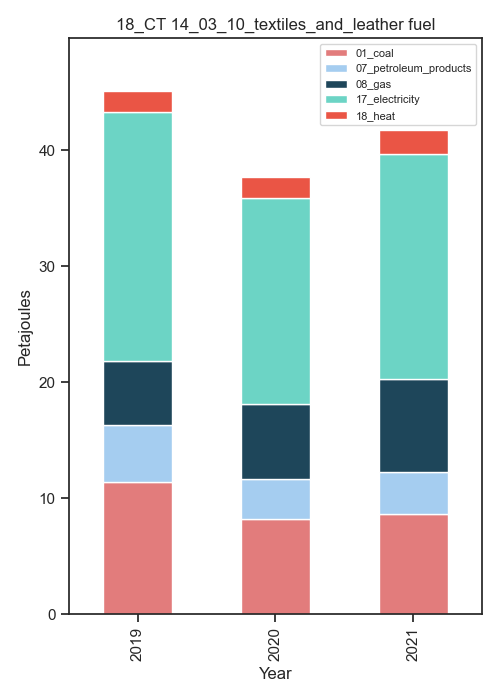 18_CT 14_03_10_textiles_and_leather fuel
01_coal
07_petroleum_products
08_gas
17_electricity
18_heat
40
30
20
10
0
Petajoules
2019
2020
2021
Year